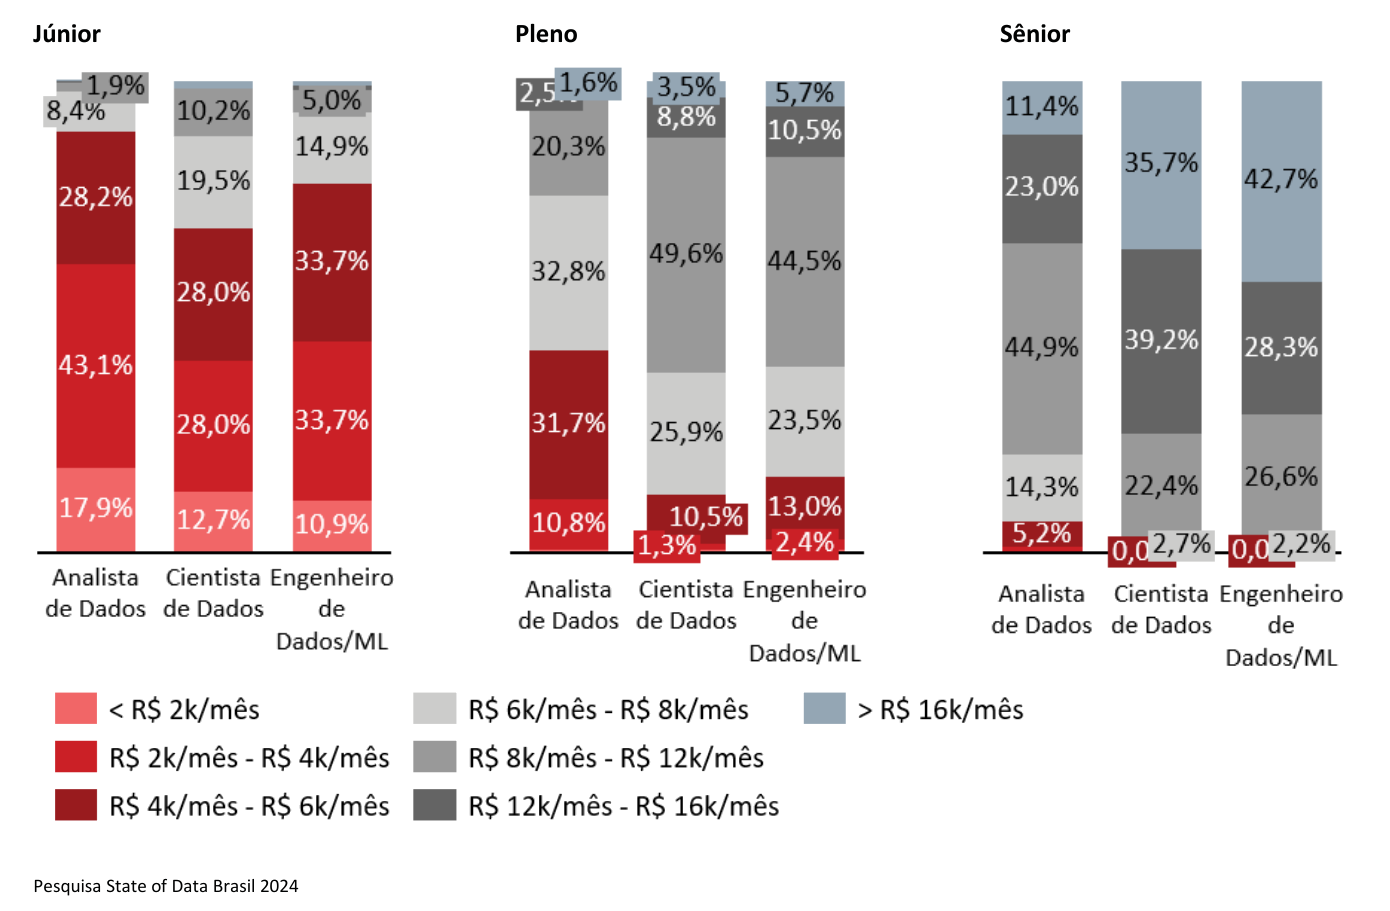 Júnior
Pleno
Sênior
1,9%
8,4%
28,2%
43,1%
17,9%
10,2%
19,5%
28,0%
28,0%
12,7%
5,0%
14,9%
33,7%
33,7%
10,9%
1,6%
20,3%
32,8%
31,7%
10,8%
3,5%
8,8%
49,6%
25,9%
10,5%
1,3%
5,7%
10,5%
44,5%
23,5%
13,0%
2,4%
11,4%
23,0%
44,9%
14,3%
5,2%
35,7%
39,2%
22,4%
2,7%
42,7%
28,3%
26,6%
2,2%
Analista
de Dados
Cientista
de Dados
Engenheiro
de
Dados/ML
Analista
de Dados
Cientista
de Dados
Engenheiro
de
Dados/ML
Analista
de Dados
Cientista
de Dados
Engenheiro
de
Dados/ML
< R$ 2k/mês
R$ 2k/mês - R$ 4k/mês
R$ 4k/mês - R$ 6k/mês
R$ 6k/mês - R$ 8k/mês
R$ 8k/mês - R$ 12k/mês
R$ 12k/mês - R$ 16k/mês
> R$ 16k/mês
Pesquisa State of Data Brasil 2024